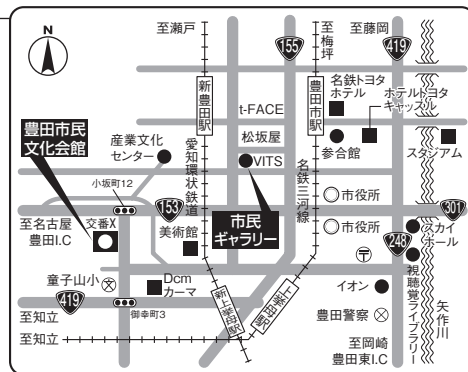 N
至瀬戸
155
至梅坪
至藤岡
419
新豊田駅
豊田市駅
名鉄トヨタ
ホテル
ホテルトヨタ
キャッスル
t-FACE
豊田市民
文化会館
産業文化
センター
愛知環状鉄道
松坂屋
VITS
名鉄三河線
参合館
スタジアム
小坂町12
153
市民
ギャラリー
市役所
301
至名古屋
豊田I.C
交番X
美術館
市役所
248
スカイ
ホール
童子山小
文
Dcm
カーマ
新上挙母駅
上挙母駅
〒
イオン
視聴覚ライブラリー
矢作川
419
至知立
御幸町3
豊田警察
至知立
至岡崎
豊田東I.C